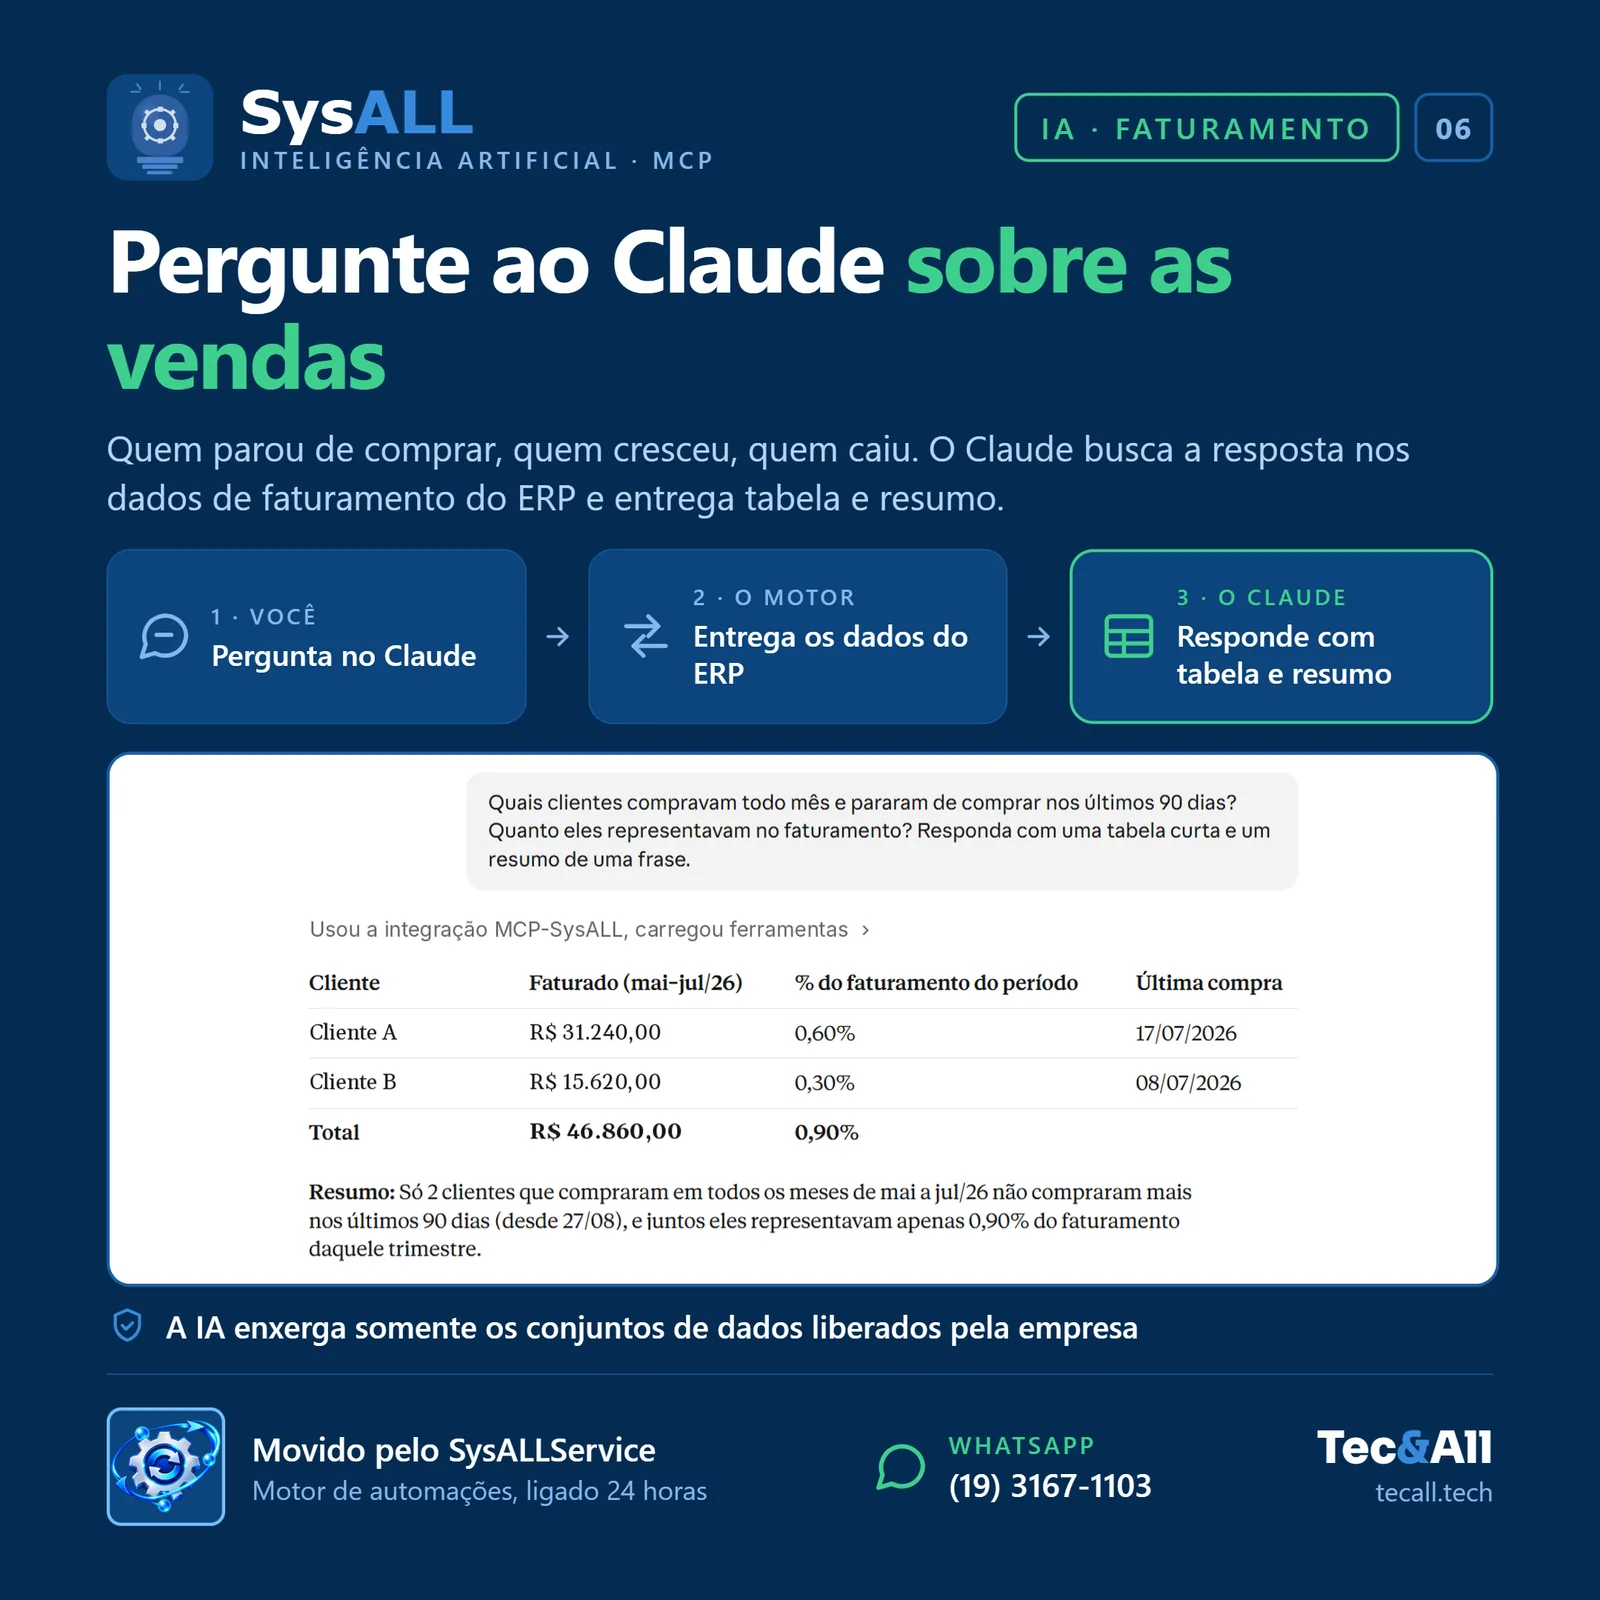 SysALL
INTELIGÊNCIA ARTIFICIAL · MCP
IA · FATURAMENTO
06
Pergunte ao Claude sobre as
vendas
Quem parou de comprar, quem cresceu, quem caiu. O Claude busca a resposta nos
dados de faturamento do ERP e entrega tabela e resumo.
1 · VOCÊ
Pergunta no Claude
2 · O MOTOR
Entrega os dados do
ERP
3 · O CLAUDE
Responde com
tabela e resumo
Quais clientes compravam todo mês e pararam de comprar nos últimos 90 dias?
Quanto eles representavam no faturamento? Responda com uma tabela curta e um
resumo de uma frase.
Usou a integração MCP-SysALL, carregou ferramentas ›
Cliente Faturado (mai–jul/26) % do faturamento do período Última compra
Cliente A R$ 31.240,00 0,60% 17/07/2026
Cliente B R$ 15.620,00 0,30% 08/07/2026
Total R$ 46.860,00 0,90%
Resumo: Só 2 clientes que compraram em todos os meses de mai a jul/26 não compraram mais
nos últimos 90 dias (desde 27/08), e juntos eles representavam apenas 0,90% do faturamento
daquele trimestre.
A IA enxerga somente os conjuntos de dados liberados pela empresa
Movido pelo SysALLService
Motor de automações, ligado 24 horas
WHATSAPP
(19) 3167-1103
Tec&All
tecall.tech